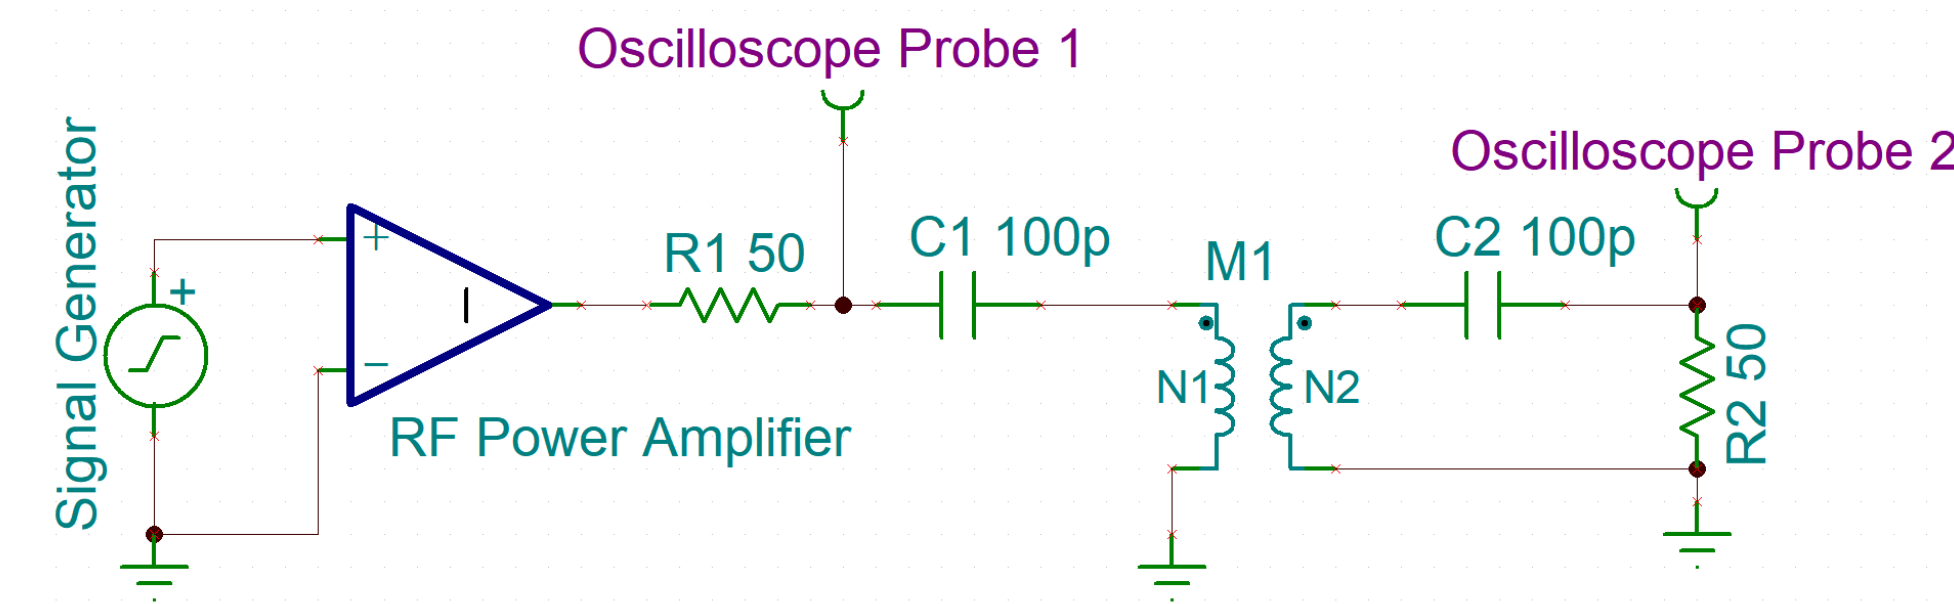 Oscilloscope Probe 1
Oscilloscope Probe 2
Signal Generator
+
+
−
I
RF Power Amplifier
R1 50
C1 100p
M1
N1
N2
C2 100p
R2 50